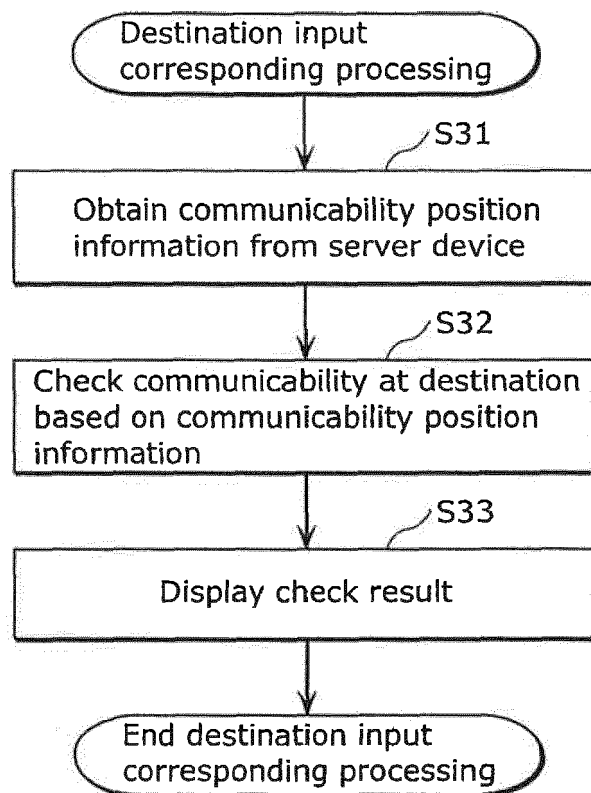 Destination input
corresponding processing
S31
Obtain communicability position
information from server device
S32
Check communicability at destination
based on communicability position
information
S33
Display check result
End destination input
corresponding processing